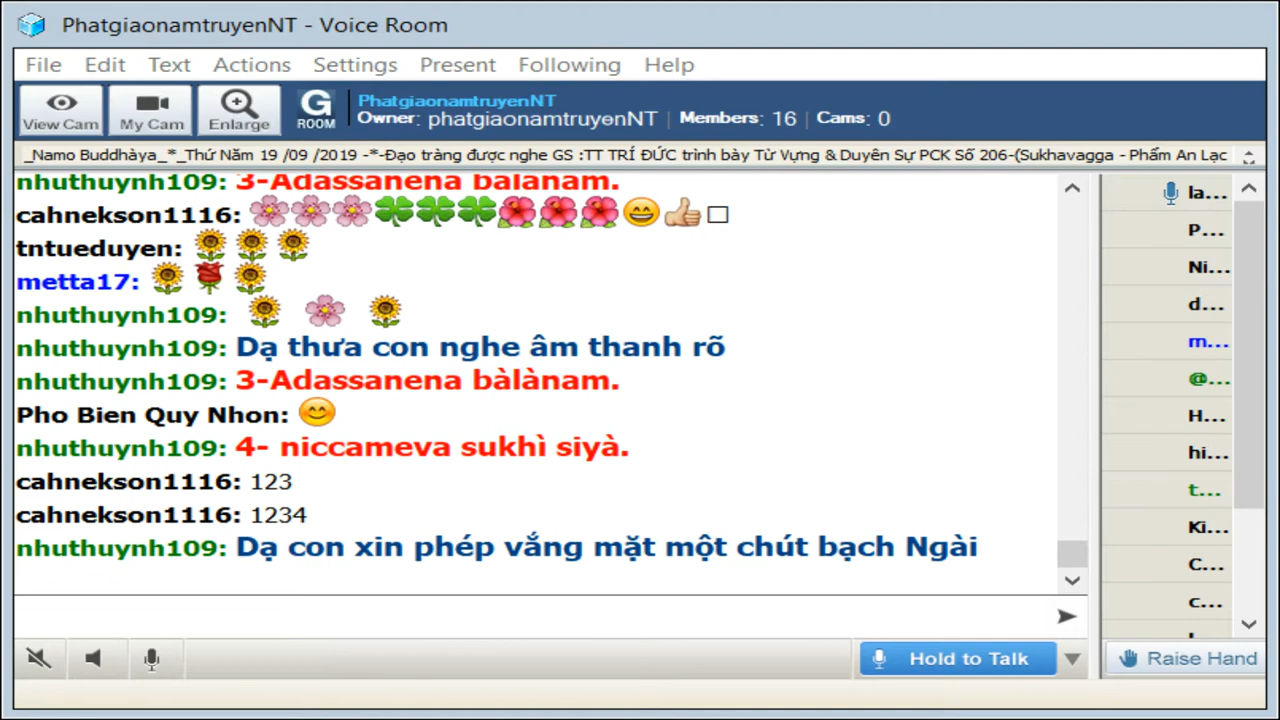 PhatgiaonamtruyenNT - Voice Room
File Edit Text Actions Settings Present Following Help
View Cam My Cam Enlarge G ROOM
PhatgiaonamtruyenNT
Owner: phatgiaonamtruyenNT Members: 16 Cams: 0
_Namo Buddhàya_*_Thứ Năm 19 /09 /2019 -*-Đạo tràng được nghe GS :TT TRÍ ĐỨC trình bày Từ Vựng & Duyên Sự PCK Số 206-(Sukhavagga - Phẩm An Lạc
nhuthuynh109: 3-Adassanena bàlànam.
cahnekson1116: 🌸🌸🌸🍀🍀🍀🌺🌺🌺😄👍□
tntueduyen: 🌻🌻🌻
metta17: 🌻🌹🌻
nhuthuynh109: 🌻 🌸 🌻
nhuthuynh109: Dạ thưa con nghe âm thanh rõ
nhuthuynh109: 3-Adassanena bàlànam.
Pho Bien Quy Nhon: 😊
nhuthuynh109: 4- niccameva sukhì siyà.
cahnekson1116: 123
cahnekson1116: 1234
nhuthuynh109: Dạ con xin phép vắng mặt một chút bạch Ngài
la...
P...
Ni...
d...
m...
@...
H...
hi...
t...
Ki...
C...
c...
Hold to Talk
Raise Hand